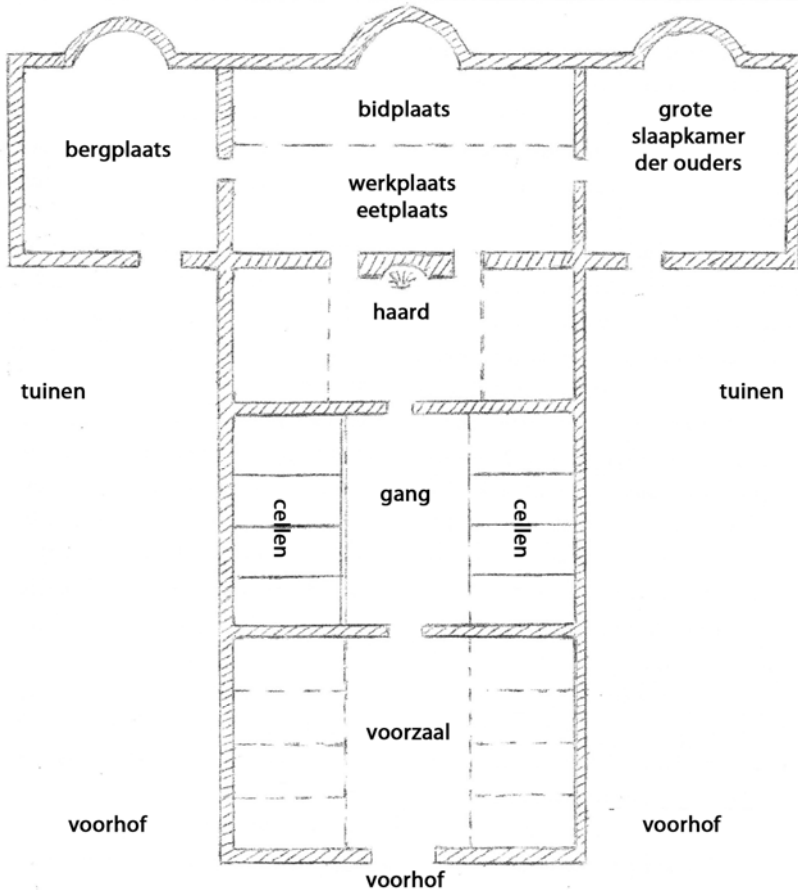 bidplaats
bergplaats
grote
slaapkamer
der ouders
werkplaats
eetplaats
haard
tuinen
tuinen
gang
cellen
cellen
voorzaal
voorhof
voorhof
voorhof